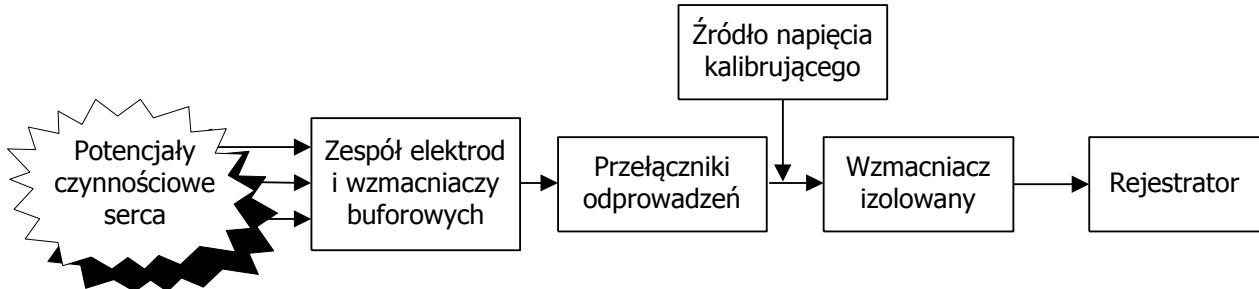 Źródło napięcia
kalibrującego
Potencjały
czynnościowe
serca
Zespół elektrod
i wzmacniaczy
buforowych
Przełączniki
odprowadzeń
Wzmacniacz
izolowany
Rejestrator